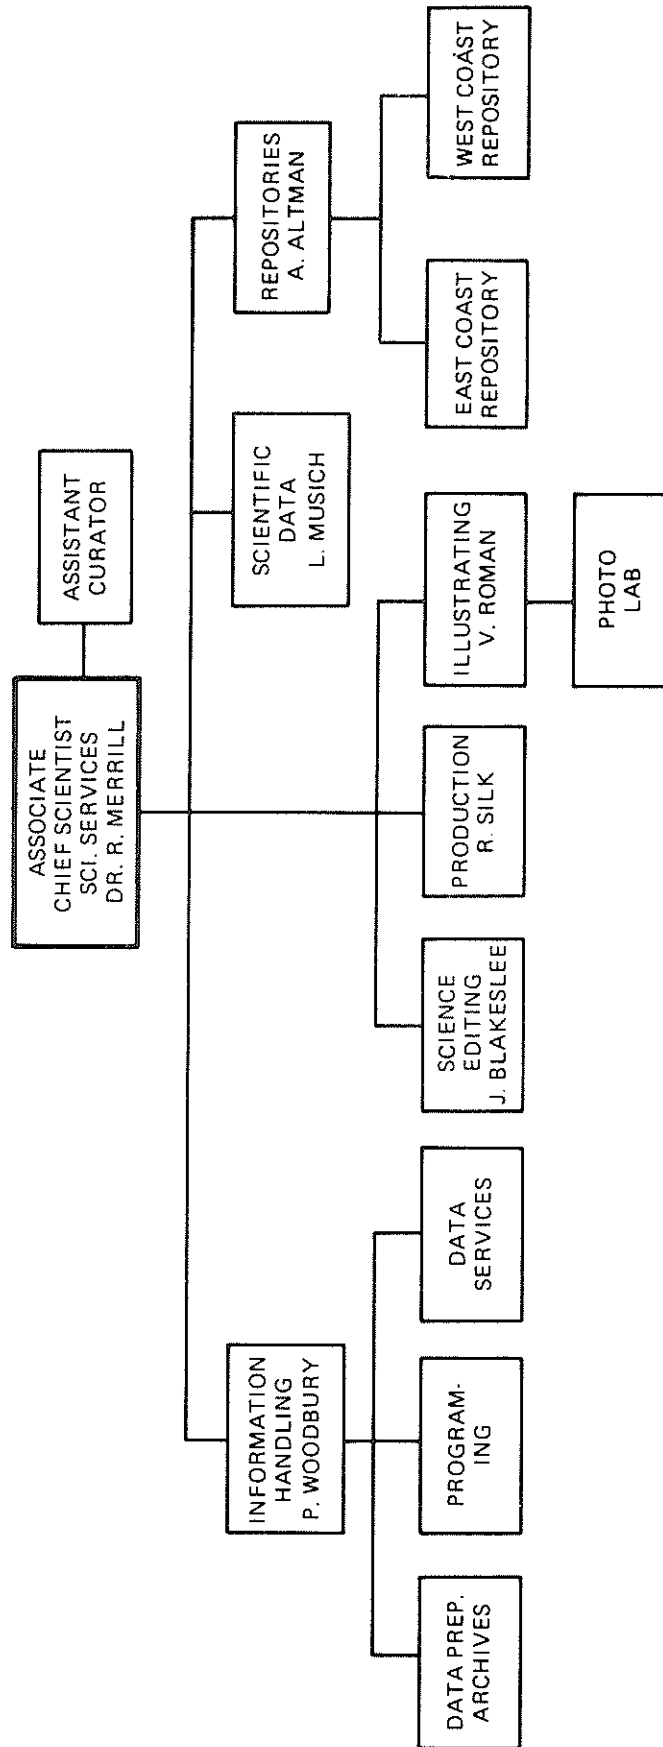 ASSOCIATE
CHIEF SCIENTIST
SCI. SERVICES
DR. R. MERRILL
ASSISTANT
CURATOR
INFORMATION
HANDLING
P. WOODBURY
SCIENTIFIC
DATA
L. MUSICH
REPOSITORIES
A. ALTMAN
DATA PREP.
ARCHIVES
PROGRAM-
ING
DATA
SERVICES
SCIENCE
EDITING
J. BLAKESLEE
PRODUCTION
R. SILK
ILLUSTRATING
V. ROMAN
EAST COAST
REPOSITORY
WEST COAST
REPOSITORY
PHOTO
LAB